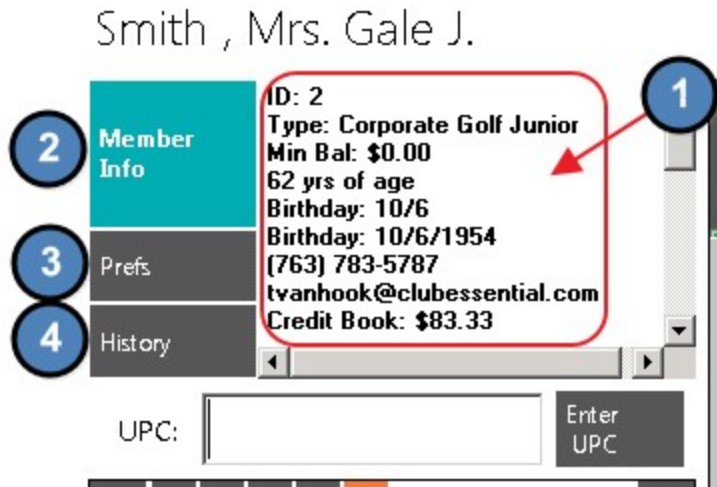 Smith , Mrs. Gale J.
1
2
Member
Info
ID: 2
Type: Corporate Golf Junior
Min Bal: $0.00
62 yrs of age
Birthday: 10/6
Birthday: 10/6/1954
(763) 783-5787
tvanhook@clubessential.com
Credit Book: $83.33
3
Prefs
4
History
UPC:
Enter
UPC